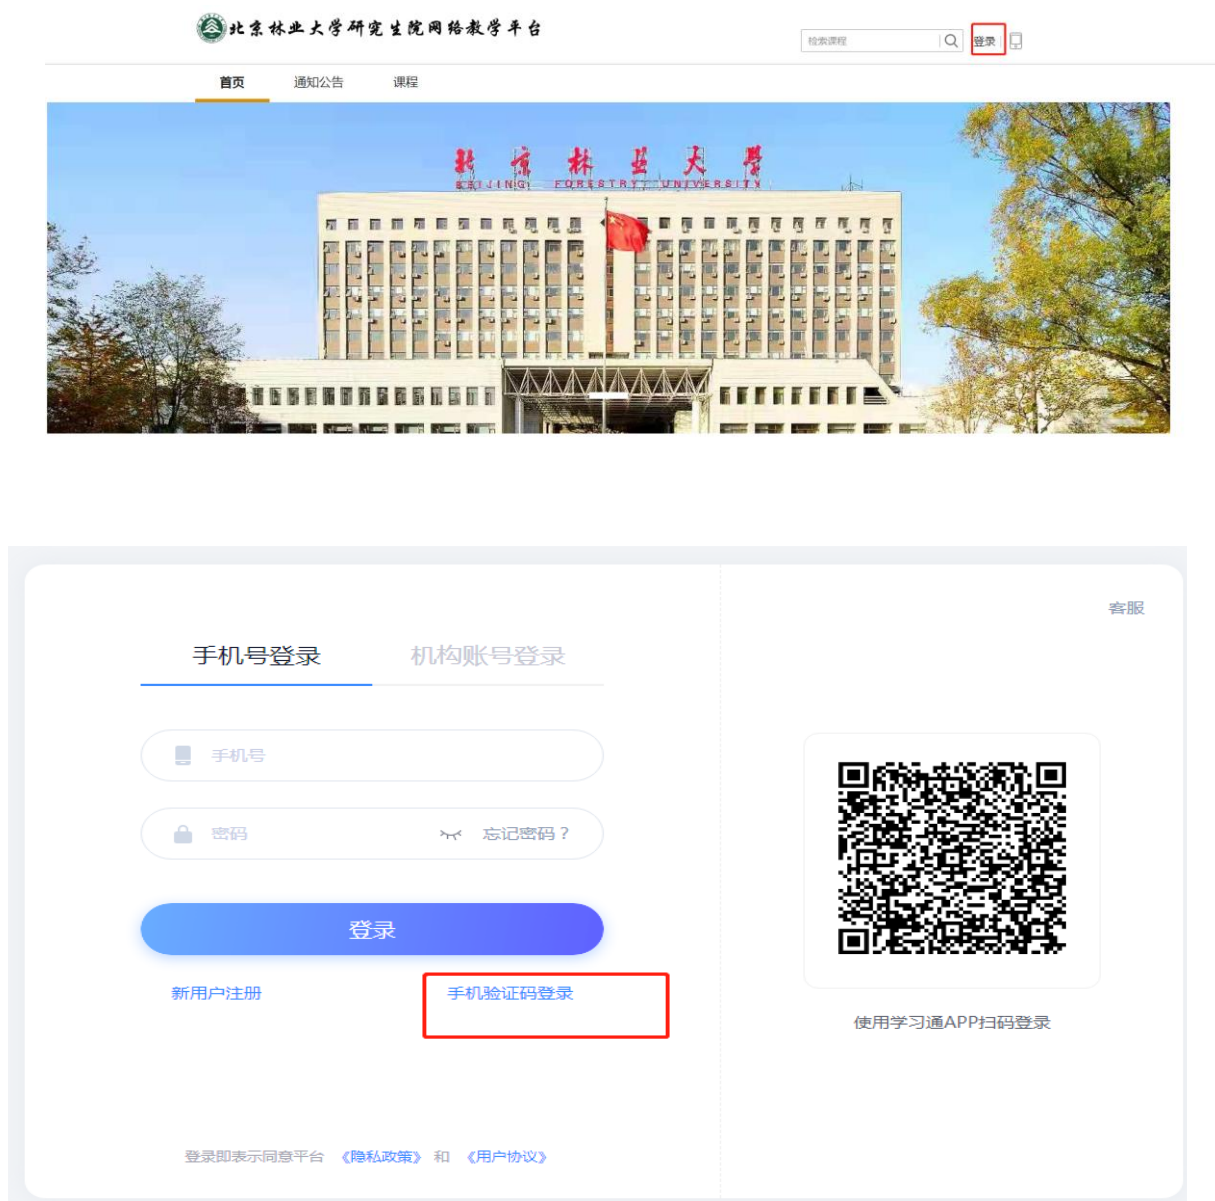 北京林业大学研究生院网络教学平台
检索课程
登录
首页 通知公告 课程
北京林业大学
BEIJING FORESTRY UNIVERSITY
客服
手机号登录 机构账号登录
手机号
密码 忘记密码？
登录
新用户注册 手机验证码登录
使用学习通APP扫码登录
登录即表示同意平台 《隐私政策》 和 《用户协议》